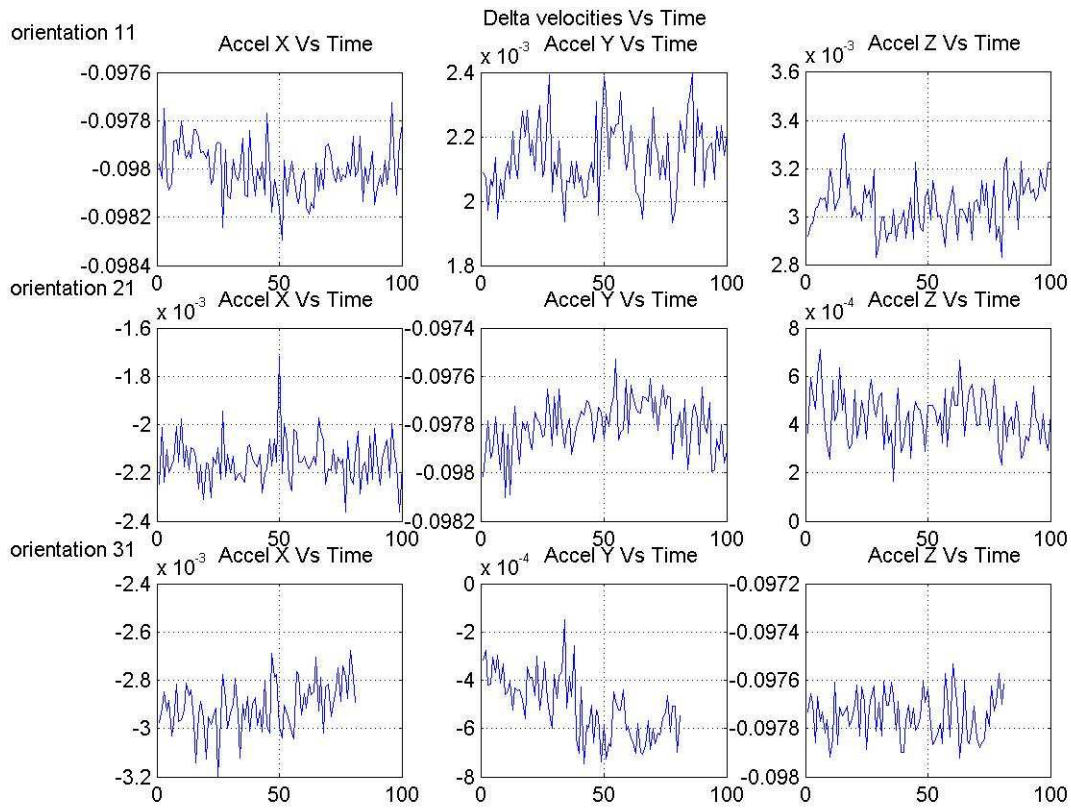 Delta velocities Vs Time
orientation 11
Accel X Vs Time
x 10-3 Accel Y Vs Time
x 10-3 Accel Z Vs Time
-0.0976
-0.0978
-0.098
-0.0982
-0.0984
0 50 100
2.4
2.2
2
1.8
0 50 100
3.6
3.4
3.2
3
2.8
0 50 100
orientation 21
x 10-3 Accel X Vs Time
Accel Y Vs Time
x 10-4 Accel Z Vs Time
-1.6
-1.8
-2
-2.2
-2.4
0 50 100
-0.0974
-0.0976
-0.0978
-0.098
-0.0982
0 50 100
8
6
4
2
0
0 50 100
orientation 31
x 10-3 Accel X Vs Time
x 10-4 Accel Y Vs Time
Accel Z Vs Time
-2.4
-2.6
-2.8
-3
-3.2
0 50 100
0
-2
-4
-6
-8
0 50 100
-0.0972
-0.0974
-0.0976
-0.0978
-0.098
0 50 100